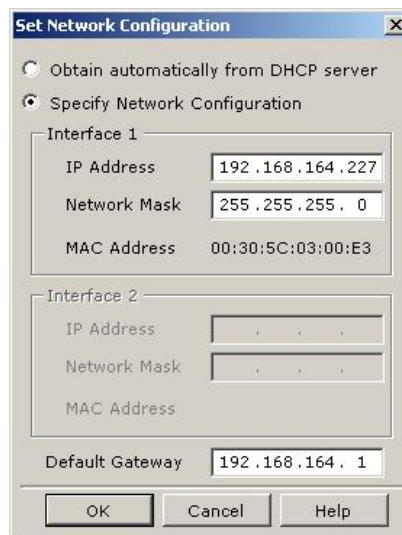 Set Network Configuration
Obtain automatically from DHCP server
Specify Network Configuration
Interface 1
IP Address 192.168.164.227
Network Mask 255.255.255. 0
MAC Address 00:30:5C:03:00:E3
Interface 2
IP Address . . .
Network Mask . . .
MAC Address
Default Gateway 192.168.164. 1
OK Cancel Help